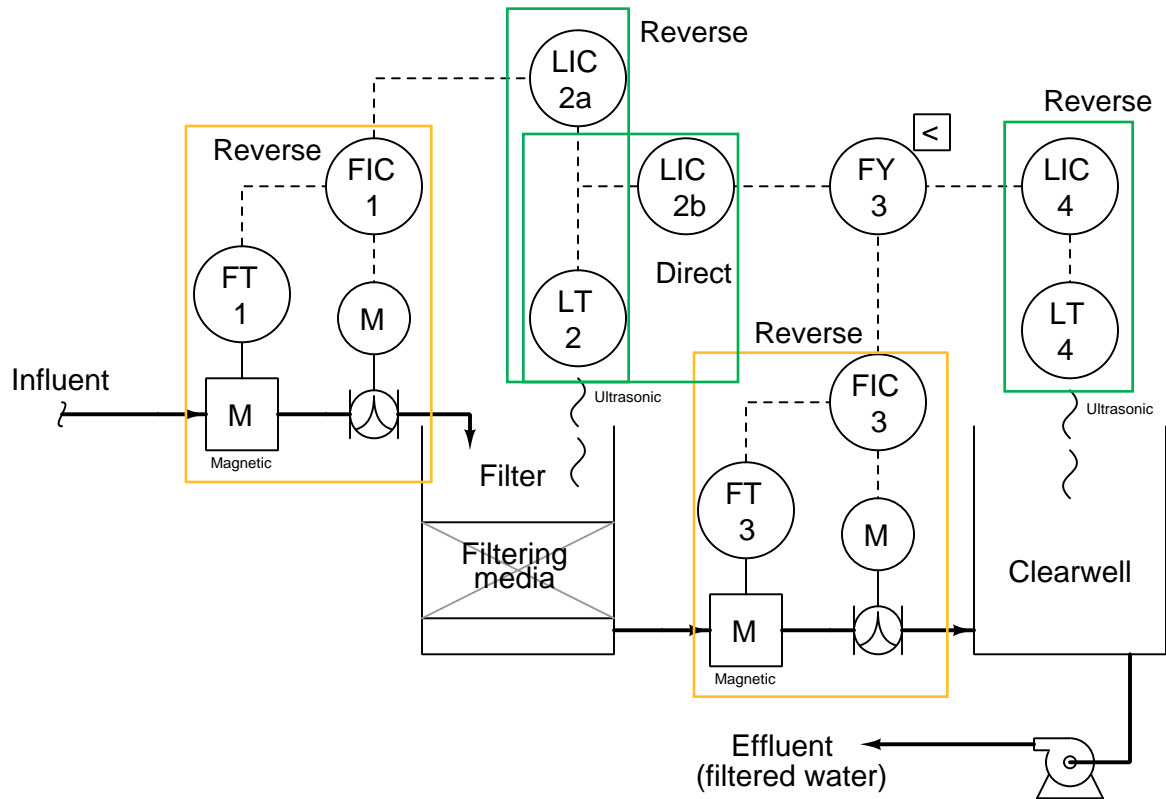 LIC
2a
Reverse
Reverse
FIC
1
LIC
2b
FY
3
<
Reverse
LIC
4
FT
1
M
LT
2
Direct
LT
4
Reverse
Influent
M
Magnetic
Ultrasonic
FIC
3
Ultrasonic
Filter
FT
3
M
Filtering
media
Clearwell
M
Magnetic
Effluent
(filtered water)